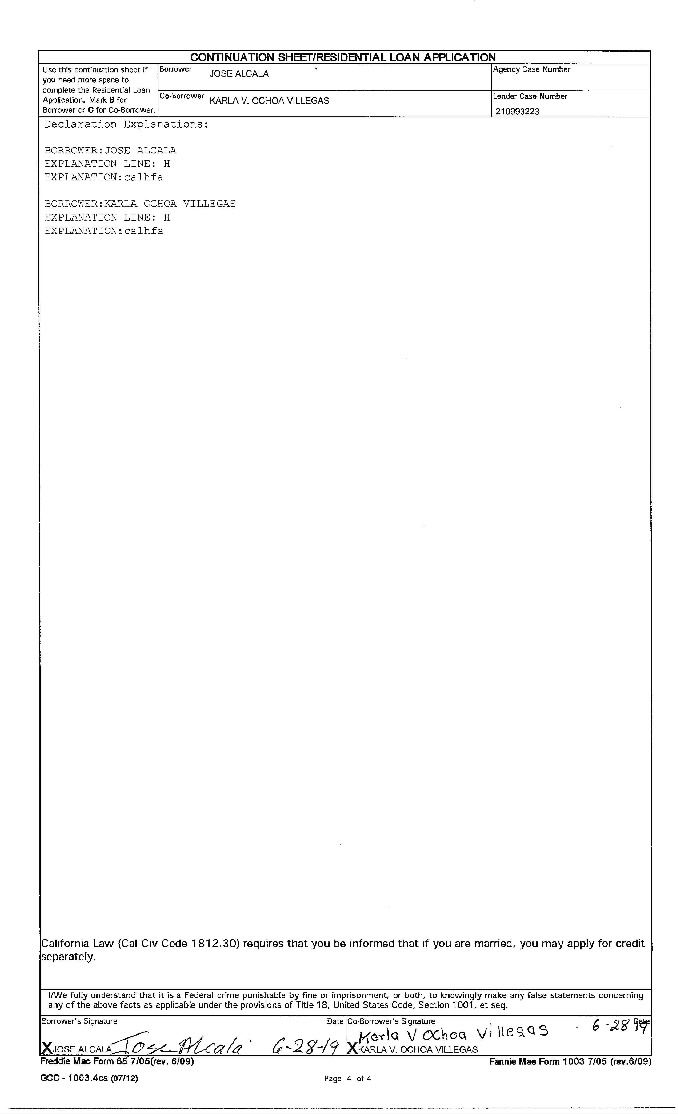 CONTINUATION SHEET/RESIDENTIAL LOAN APPLICATION
Use this continuation sheet if
you need more space to
complete the Residential Loan
Application. Mark B for
Borrower or C for Co-Borrower.
Borrower
JOSE ALCALA
Agency Case Number
Co-borrower
KARLA V. OCHOA VILLEGAS
Lender Case Number
210993223
Declaration Explanations:
BORROWER:JOSE ALCALA
EXPLANATION LINE: H
EXPLANATION:calhfa
BORROWER:KARLA OCHOA VILLEGAS
EXPLANATION LINE: H
EXPLANATION:calhfa
California Law (Cal Civ Code 1812.30) requires that you be informed that if you are married, you may apply for credit
separately.
I/We fully understand that it is a Federal crime punishable by fine or imprisonment, or both, to knowingly make any false statements concerning
any of the above facts as applicable under the provisions of Title 18, United States Code, Section 1001, et seq.
Borrower's Signature Date Co-Borrower's Signature Date
Karla V Ochoa Villegas 6-28 19
X JOSE ALCALA Jose Alcala 6-28-19 X KARLA V. OCHOA VILLEGAS
Freddie Mac Form 65 7/05(rev. 6/09) Fannie Mae Form 1003 7/05 (rev.6/09)
GCC - 1003.4cs (07/12) Page 4 of 4